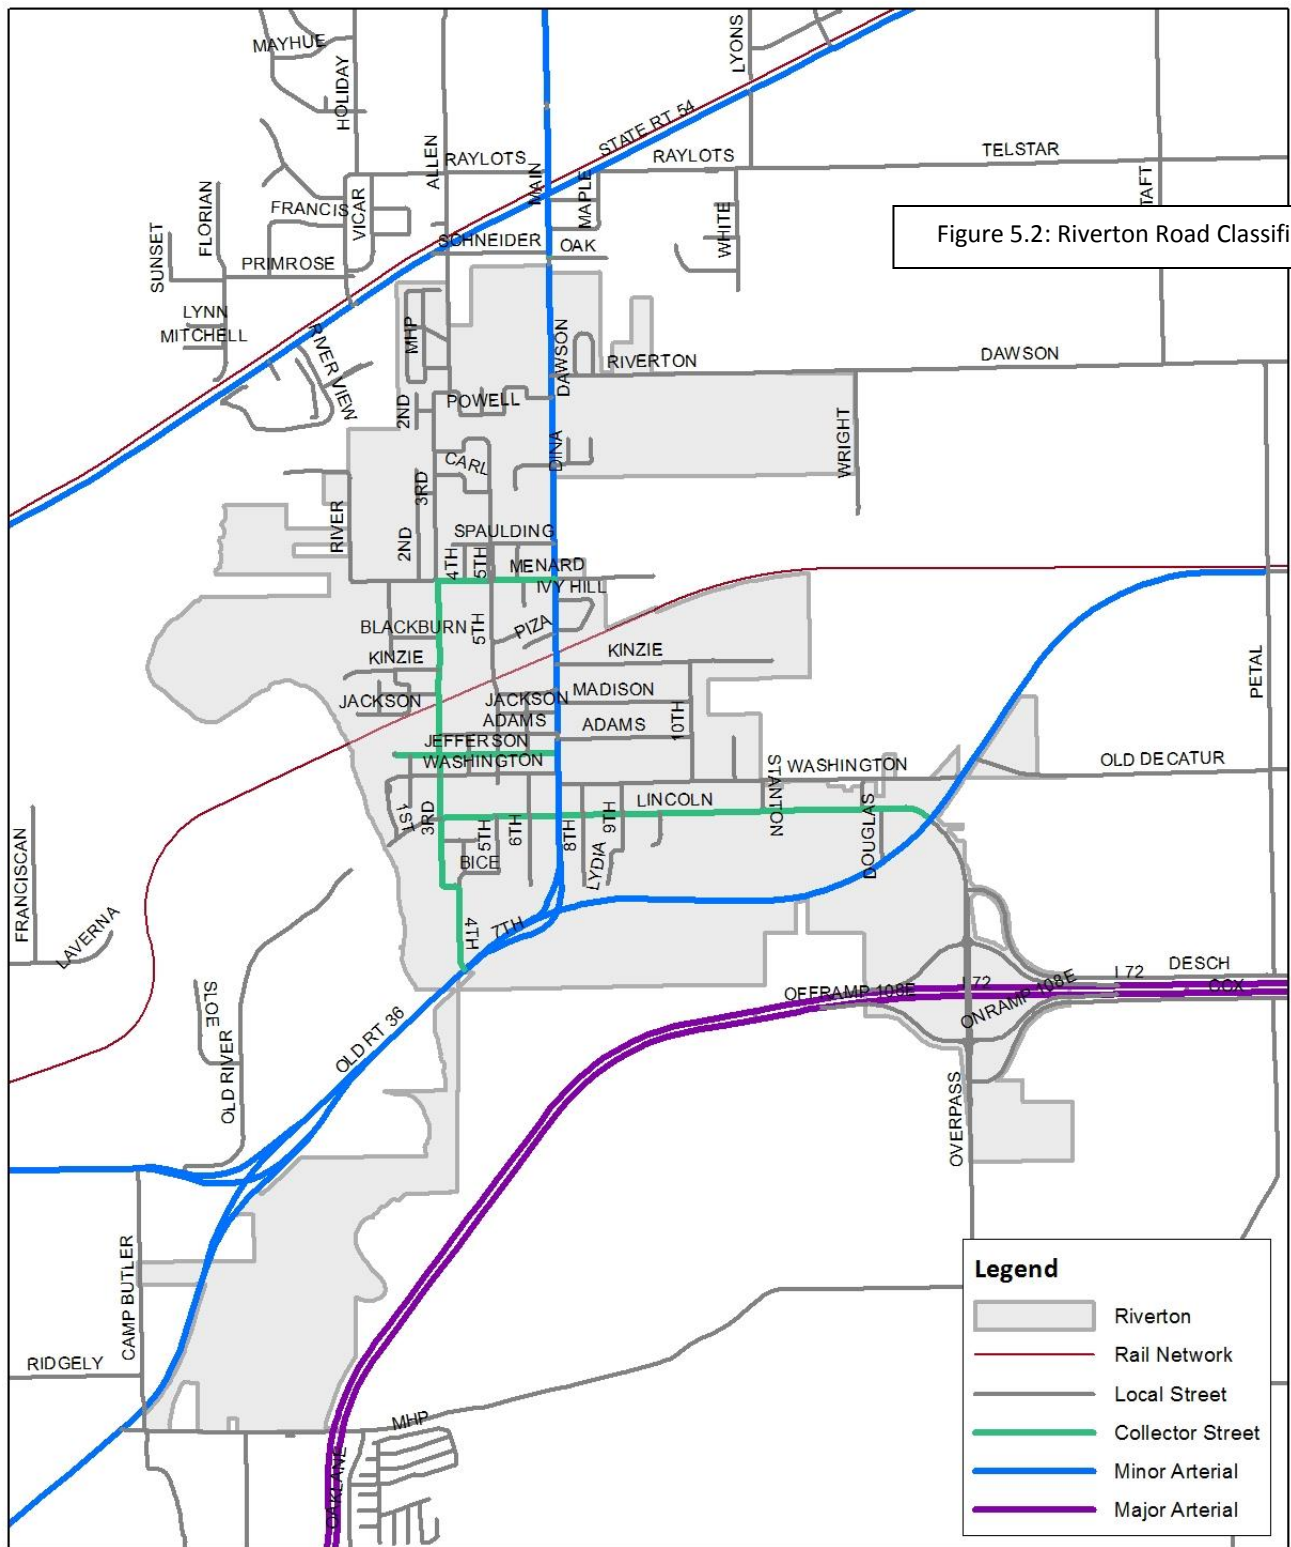 MAYHUE
HOLIDAY
LYONS
STATE RT 54
ALLEN
RAYLOTS
MAIN
MAPLE
RAYLOTS
TELSTAR
TAFT
FLORIAN
FRANCIS
VICAR
SUNSET
SCHNEIDER
OAK
WHITE
Figure 5.2: Riverton Road Classifi
PRIMROSE
LYNN
MITCHELL
RIVER VIEW
MHP
DAWSON
RIVERTON
DAWSON
2ND
POWELL
DINA
WRIGHT
CARL
3RD
RIVER
2ND
SPAULDING
4TH
5TH
MENARD
IVY HILL
BLACKBURN
5TH
PIZA
KINZIE
KINZIE
PETAL
JACKSON
JACKSON
MADISON
ADAMS
ADAMS
10TH
JEFFERSON
WASHINGTON
STANTON
WASHINGTON
OLD DECATUR
1ST
3RD
LINCOLN
5TH
6TH
8TH
9TH
DOUGLAS
BICE
LYDIA
FRANCISCAN
LAVERNA
4TH
7TH
SLOE
OLD RIVER
OLD RT 36
OFFRAMP 108E
I 72
ONRAMP 108E
I 72
DESCH
CCX
OVERPASS
CAMP BUTLER
RIDGELY
MHP
OAKLANE
Legend
Riverton
Rail Network
Local Street
Collector Street
Minor Arterial
Major Arterial